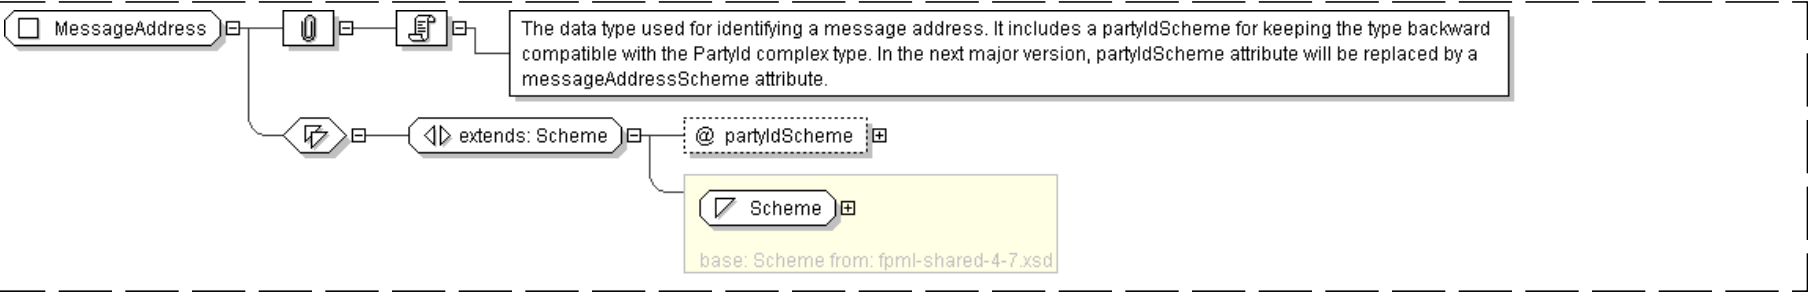 MessageAddress
The data type used for identifying a message address. It includes a partyIdScheme for keeping the type backward
compatible with the PartyId complex type. In the next major version, partyIdScheme attribute will be replaced by a
messageAddressScheme attribute.
extends: Scheme
@ partyIdScheme
Scheme
base: Scheme from: fpml-shared-4-7.xsd